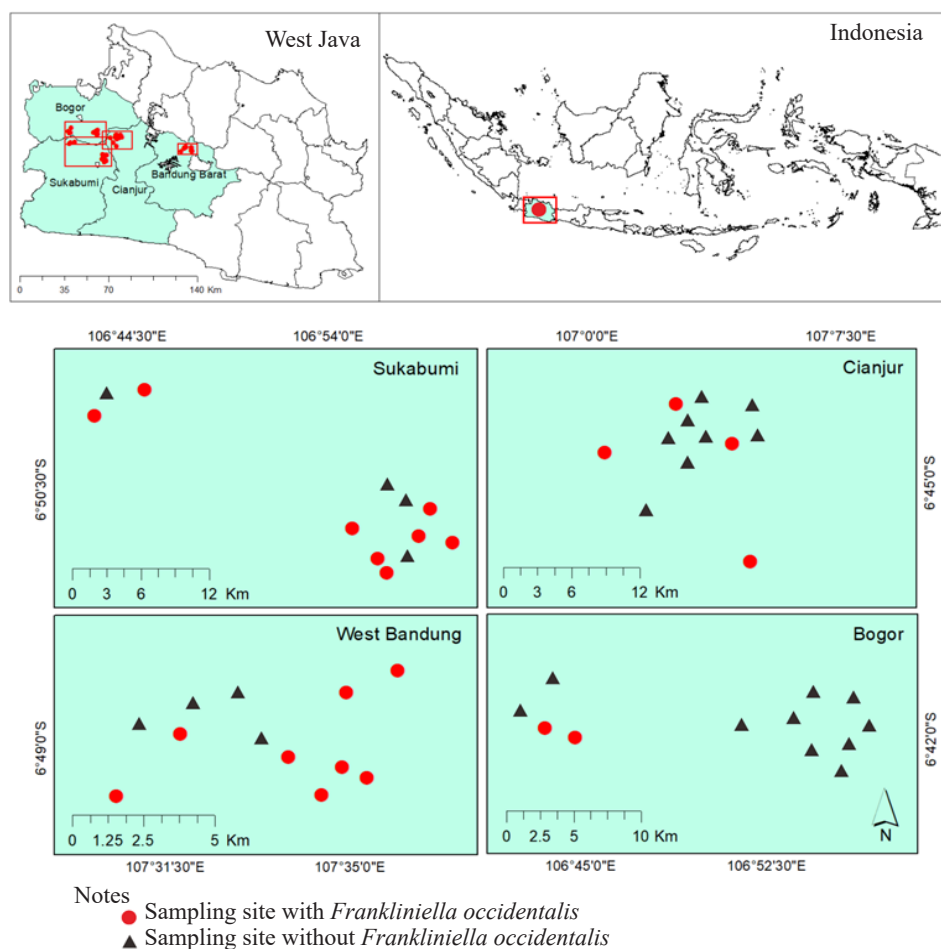 West Java
Indonesia
Bogor
Sukabumi
Cianjur
Bandung Barat
0 35 70 140 Km
106°44'30"E 106°54'0"E 107°0'0"E 107°7'30"E
Sukabumi
Cianjur
6°50'30"S
6°45'0"S
0 3 6 12 Km
0 3 6 12 Km
West Bandung
Bogor
6°49'0"S
6°42'0"S
0 1.25 2.5 5 Km
0 2.5 5 10 Km
N
107°31'30"E 107°35'0"E 106°45'0"E 106°52'30"E
Notes
Sampling site with Frankliniella occidentalis
Sampling site without Frankliniella occidentalis